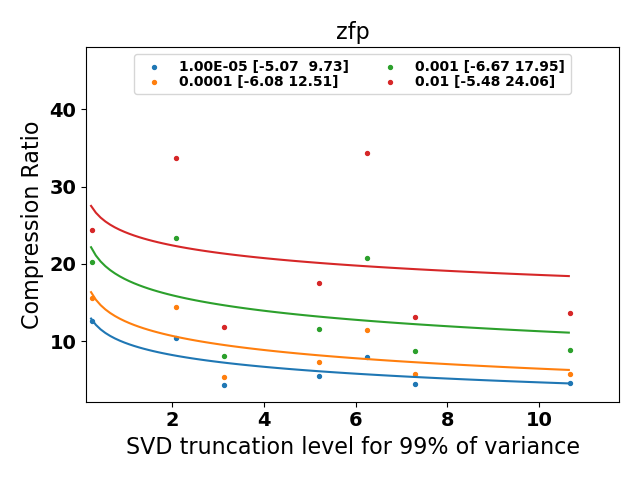 zfp
1.00E-05 [-5.07  9.73]
0.0001 [-6.08 12.51]
0.001 [-6.67 17.95]
0.01 [-5.48 24.06]
Compression Ratio
40
30
20
10
2 4 6 8 10
SVD truncation level for 99% of variance